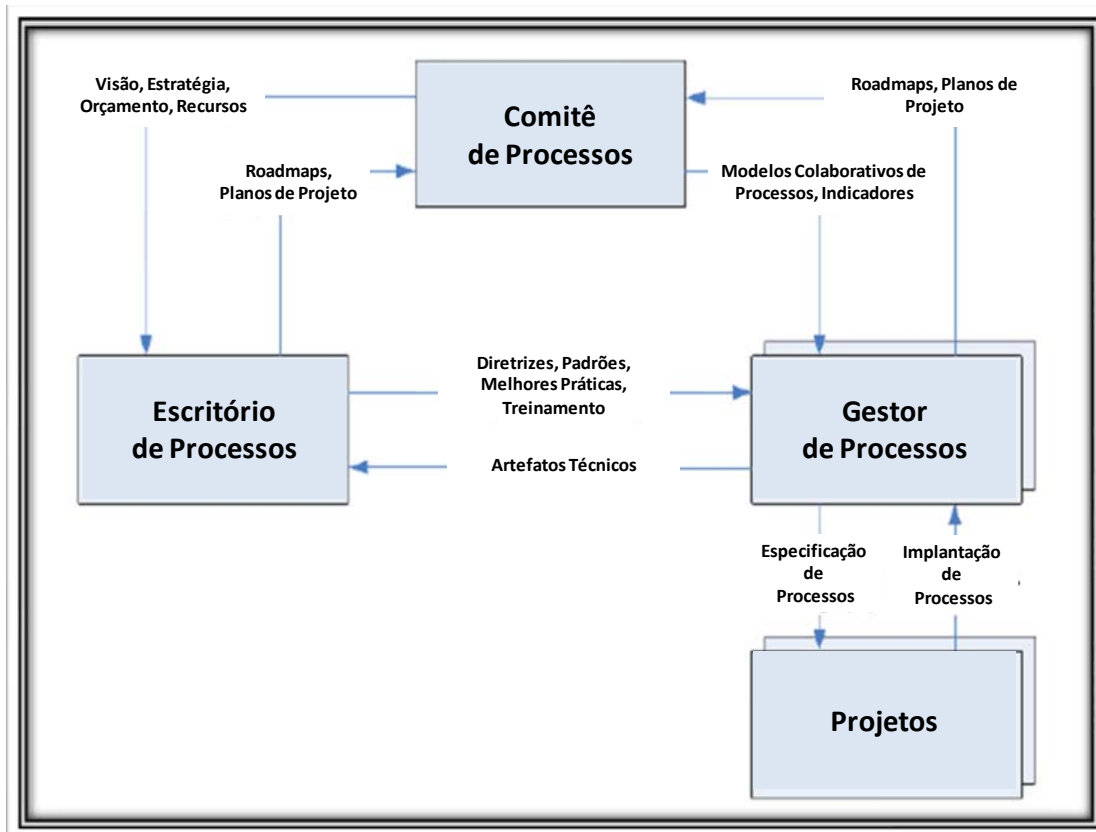 Visão, Estratégia,
Orçamento, Recursos
Comitê
de Processos
Roadmaps, Planos de
Projeto
Roadmaps,
Planos de Projeto
Modelos Colaborativos de
Processos, Indicadores
Escritório
de Processos
Diretrizes, Padrões,
Melhores Práticas,
Treinamento
Artefatos Técnicos
Gestor
de Processos
Especificação
de
Processos
Implantação
de
Processos
Projetos